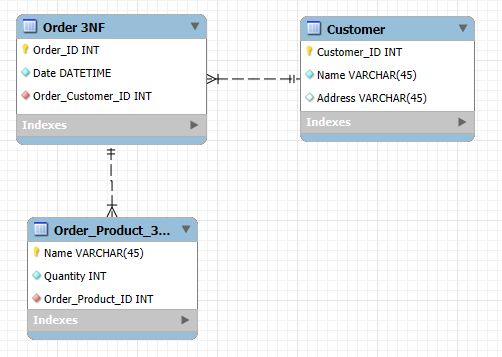 Order 3NF
Order_ID INT
Date DATETIME
Order_Customer_ID INT
Indexes
Customer
Customer_ID INT
Name VARCHAR(45)
Address VARCHAR(45)
Indexes
Order_Product_3...
Name VARCHAR(45)
Quantity INT
Order_Product_ID INT
Indexes